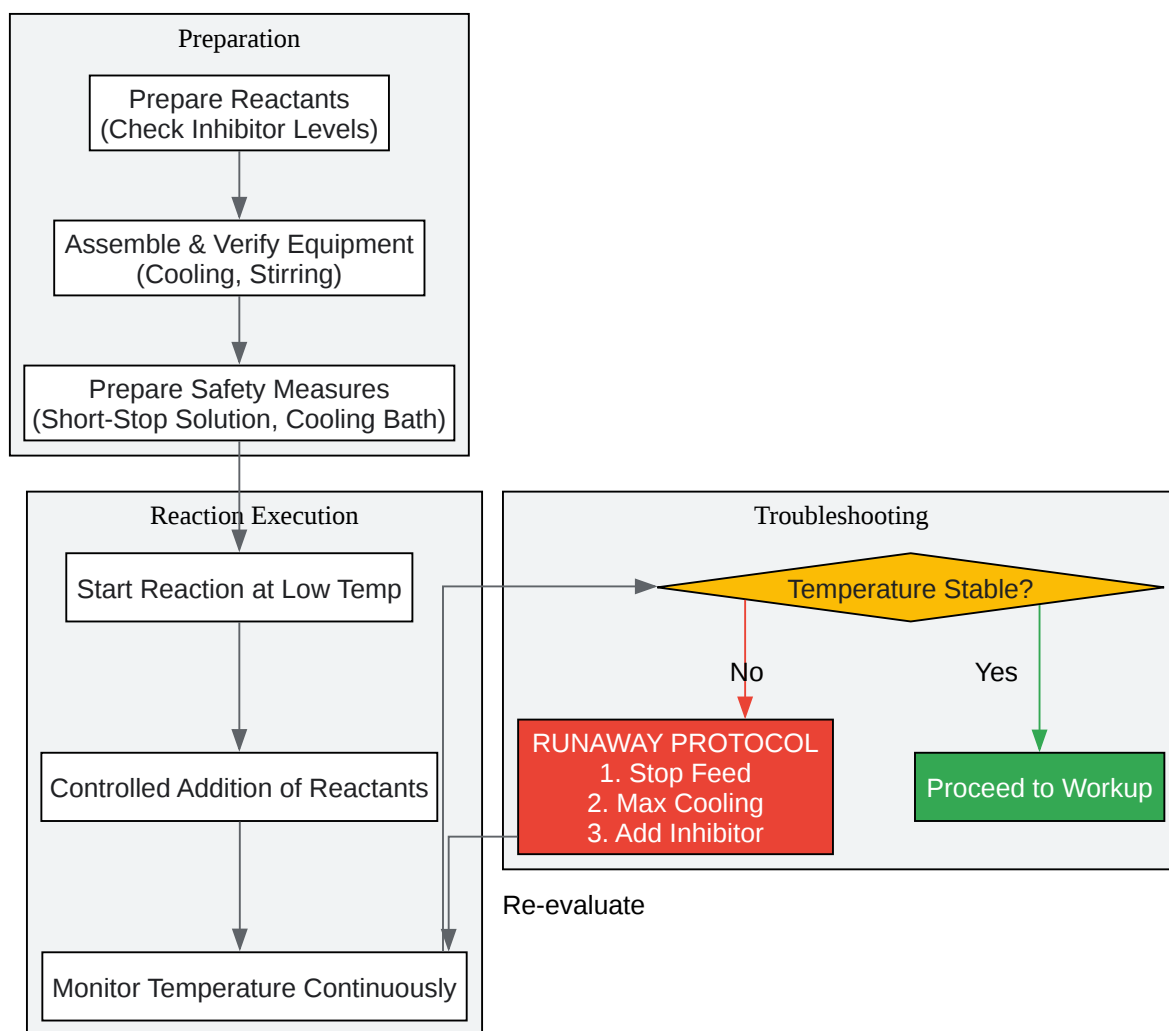 Preparation
Prepare Reactants
(Check Inhibitor Levels)
Assemble & Verify Equipment
(Cooling, Stirring)
Prepare Safety Measures
(Short-Stop Solution, Cooling Bath)
Reaction Execution
Start Reaction at Low Temp
Controlled Addition of Reactants
Monitor Temperature Continuously
Troubleshooting
Temperature Stable?
No
Yes
RUNAWAY PROTOCOL
1. Stop Feed
2. Max Cooling
3. Add Inhibitor
Proceed to Workup
Re-evaluate